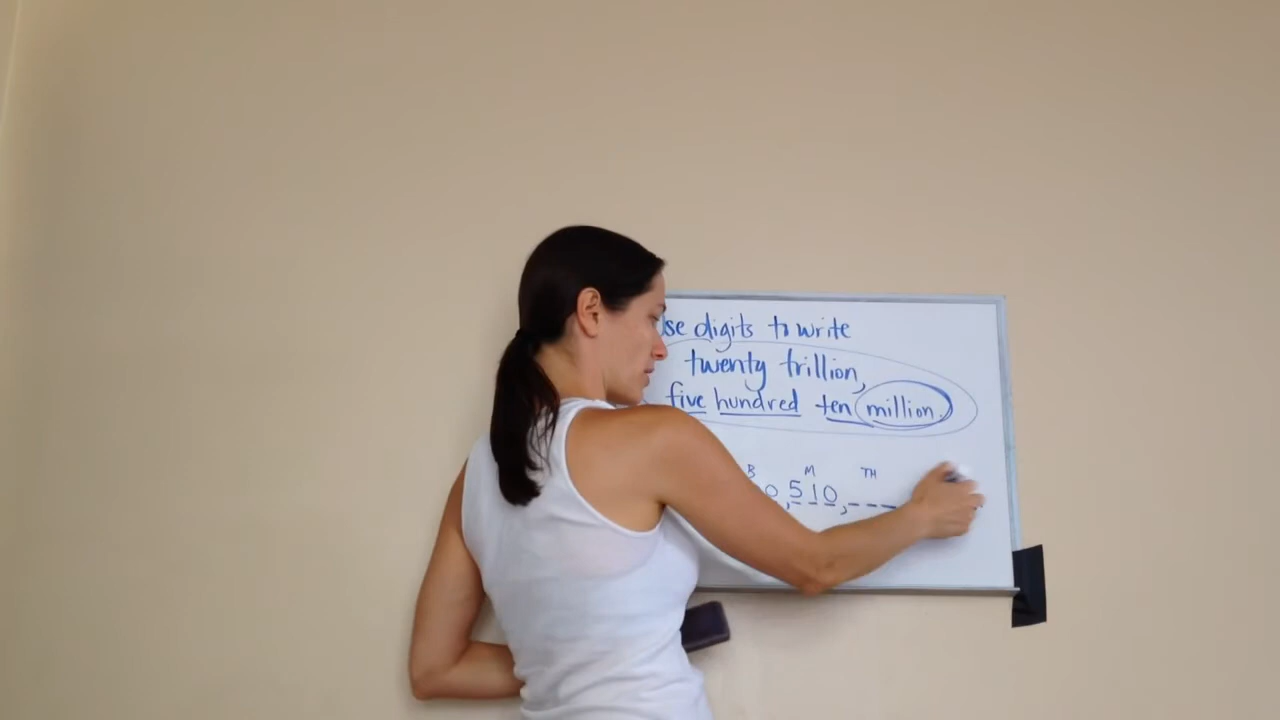 se digits to write
twenty trillion,
five hundred ten million.
B M TH
0,510,